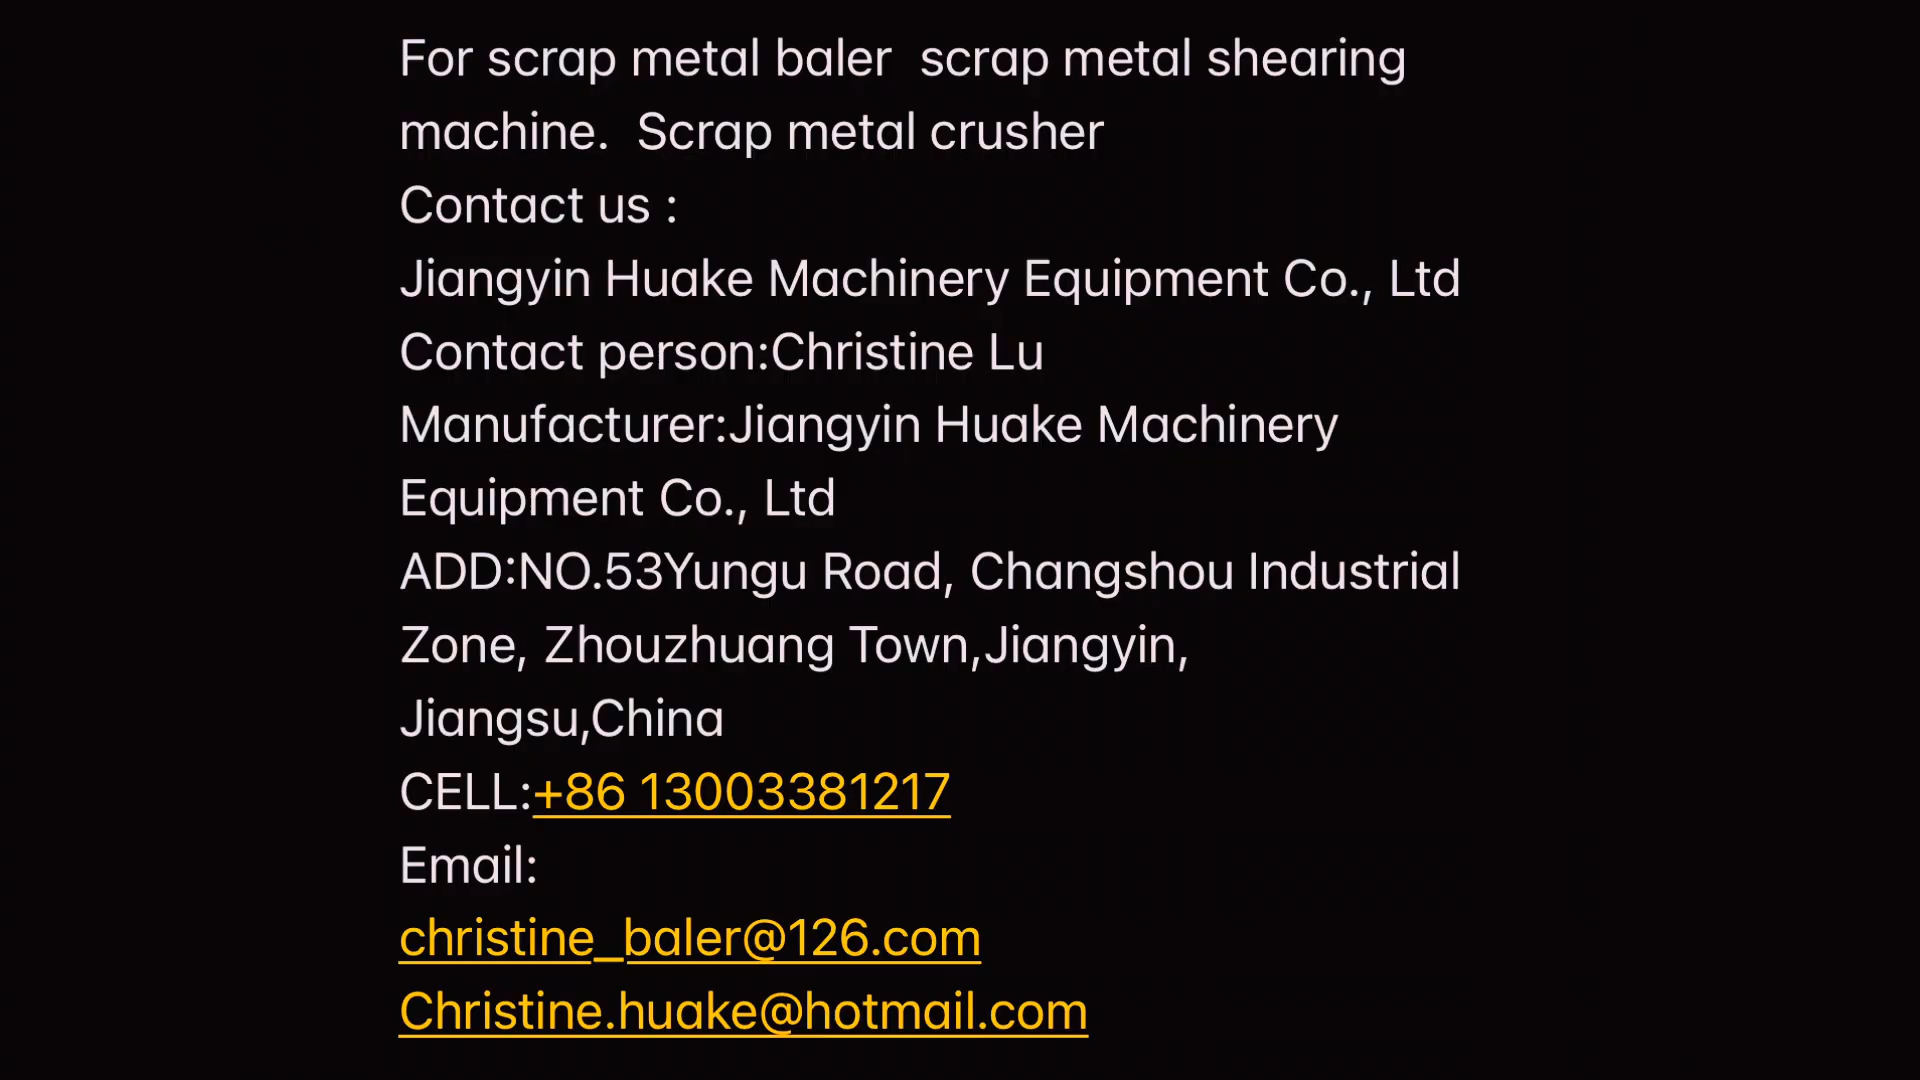 For scrap metal baler  scrap metal shearing
machine.  Scrap metal crusher
Contact us :
Jiangyin Huake Machinery Equipment Co., Ltd
Contact person:Christine Lu
Manufacturer:Jiangyin Huake Machinery
Equipment Co., Ltd
ADD:NO.53Yungu Road, Changshou Industrial
Zone, Zhouzhuang Town,Jiangyin,
Jiangsu,China
CELL:+86 13003381217
Email:
christine_baler@126.com
Christine.huake@hotmail.com